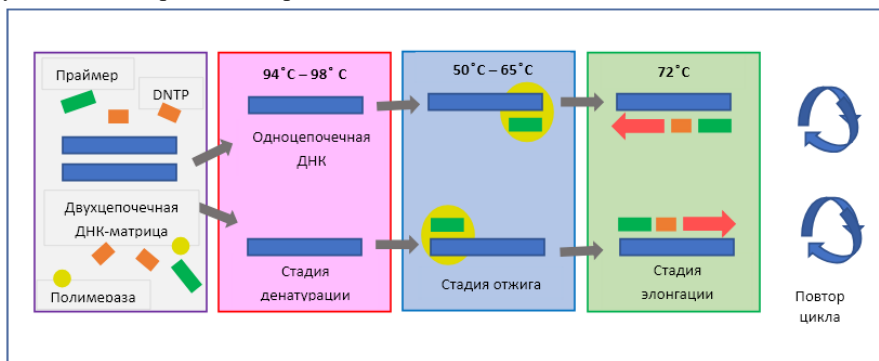 Праймер
DNTP
Двухцепочечная
ДНК-матрица
Полимераза
94˚C – 98˚ C
Одноцепочечная
ДНК
Стадия
денатурации
50˚C – 65˚C
Стадия отжига
72˚C
Стадия
элонгации
Повтор
цикла